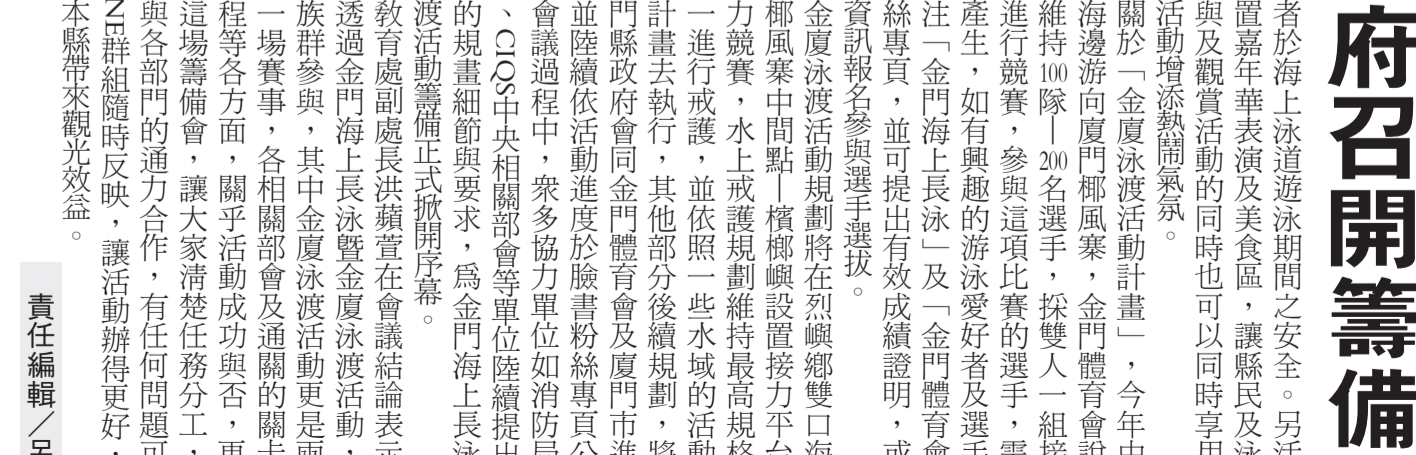 府召開籌備
者於海上泳道遊泳期間之安全。另活
置嘉年華表演及美食區，讓縣民及泳
與及觀賞活動的同時也可以同時享用
活動增添熱鬧氣氛。
關於「金廈泳渡活動計畫」，今年由
海邊游向廈門椰風寨，金門體育會說
維持100隊—200名選手，採雙人一組接
進行競賽，參與這項比賽的選手，需
產生，如有興趣的游泳愛好者及選手
注「金門海上長泳」及「金門體育會
絲專頁，並可提出有效成績證明，或
資訊報名參與選手選拔。
金廈泳渡活動規劃將在烈嶼鄉雙口海
椰風寨中間點—檳榔嶼設置接力平台
力競賽，水上戒護規劃維持最高規格
一進行戒護，並依照一些水域的活動
計畫去執行，其他部分後續規劃，將
門縣政府會同金門體育會及廈門市進
並陸續依活動進度於臉書粉絲專頁公
會議過程中，衆多協力單位如消防局
、CIQS中央相關部會等單位陸續提出
的規畫細節與要求，爲金門海上長泳
渡活動籌備正式掀開序幕。
教育處副處長洪蘋萱在會議結論表示
透過金門海上長泳暨金廈泳渡活動，
族群參與，其中金廈泳渡活動更是兩
一場賽事，各相關部會及通關的關卡
程等各方面，關乎活動成功與否，更
這場籌備會，讓大家清楚任務分工，
與各部門的通力合作，有任何問題可
NE群組隨時反映，讓活動辦得更好，
本縣帶來觀光效益。
責任編輯／呂